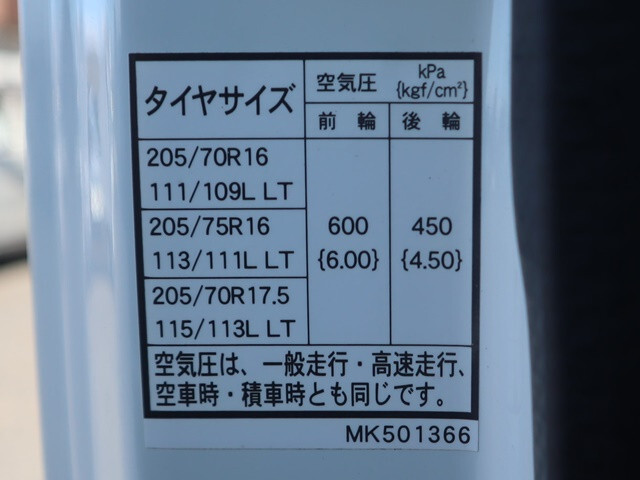 タイヤサイズ
空気圧 kPa {kgf/cm²}
前輪 後輪
205/70R16
111/109L LT
205/75R16
113/111L LT
600 450
{6.00} {4.50}
205/70R17.5
115/113L LT
空気圧は、一般走行・高速走行、
空車時・積車時とも同じです。
MK501366